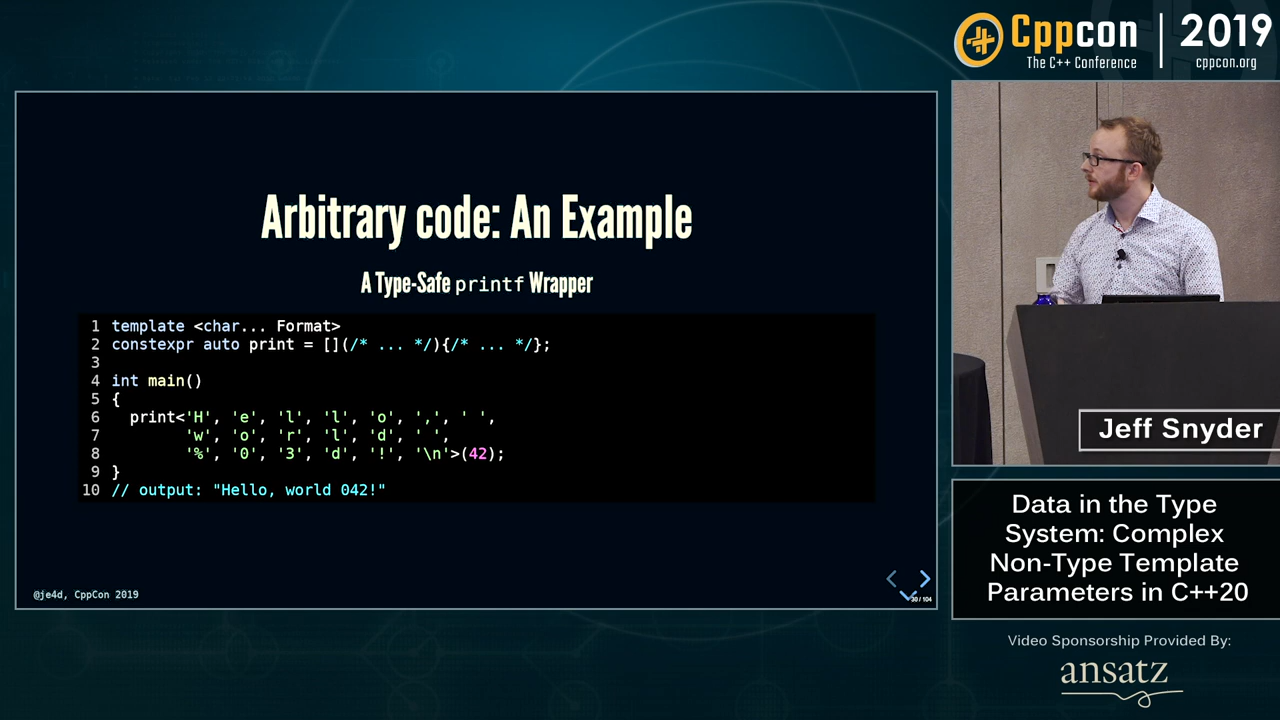 Cppcon | 2019
The C++ Conference
cppcon.org
Arbitrary code: An Example
A Type-Safe printf Wrapper
1 template <char... Format>
2 constexpr auto print = [](/* ... */){/* ... */};
3
4 int main()
5 {
6   print<'H', 'e', 'l', 'l', 'o', ',', ' ',
7         'w', 'o', 'r', 'l', 'd', ' ',
8         '%', '0', '3', 'd', '!', '\n'>(42);
9 }
10 // output: "Hello, world 042!"
@je4d, CppCon 2019
30 / 104
Jeff Snyder
Data in the Type
System: Complex
Non-Type Template
Parameters in C++20
Video Sponsorship Provided By:
ansatz